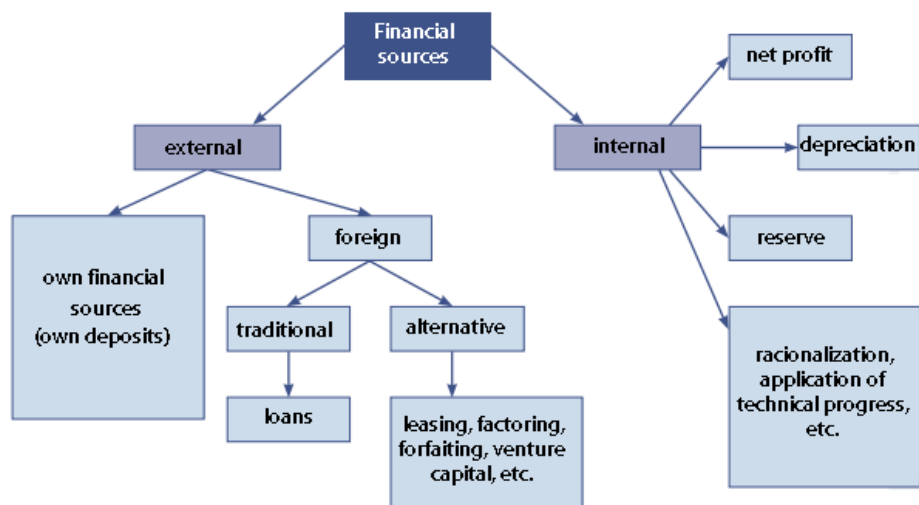 Financial
sources
net profit
external
internal
depreciation
own financial
sources
(own deposits)
foreign
reserve
traditional
alternative
loans
leasing, factoring,
forfaiting, venture
capital, etc.
racionalization,
application of
technical progress,
etc.